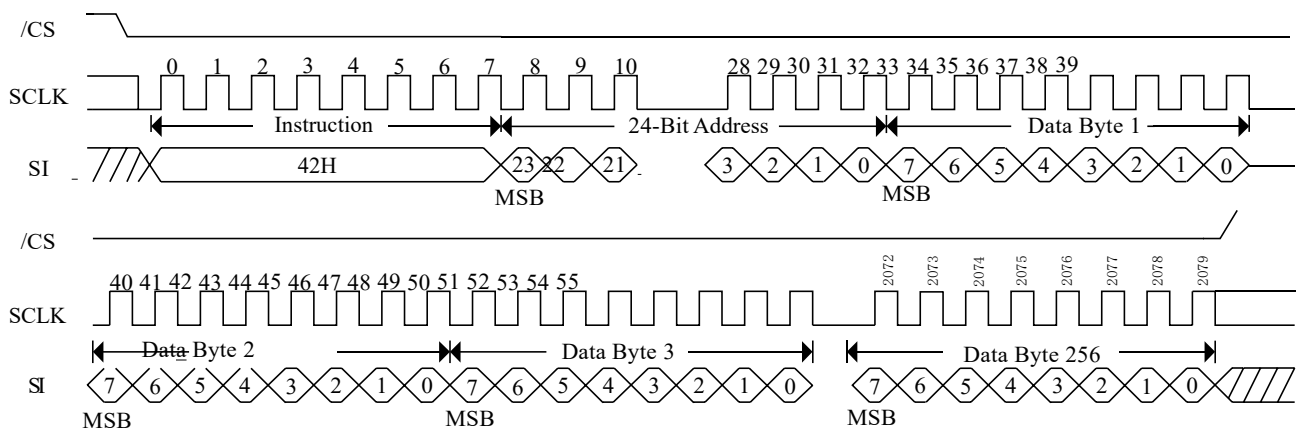 /CS
0 1 2 3 4 5 6 7 8 9 10 28 29 30 31 32 33 34 35 36 37 38 39
SCLK
Instruction 24-Bit Address Data Byte 1
SI 42H 23 22 21 3 2 1 0 7 6 5 4 3 2 1 0
MSB MSB
/CS
40 41 42 43 44 45 46 47 48 49 50 51 52 53 54 55 2072 2073 2074 2075 2076 2077 2078 2079
SCLK
Data Byte 2 Data Byte 3 Data Byte 256
SI 7 6 5 4 3 2 1 0 7 6 5 4 3 2 1 0 7 6 5 4 3 2 1 0
MSB MSB MSB